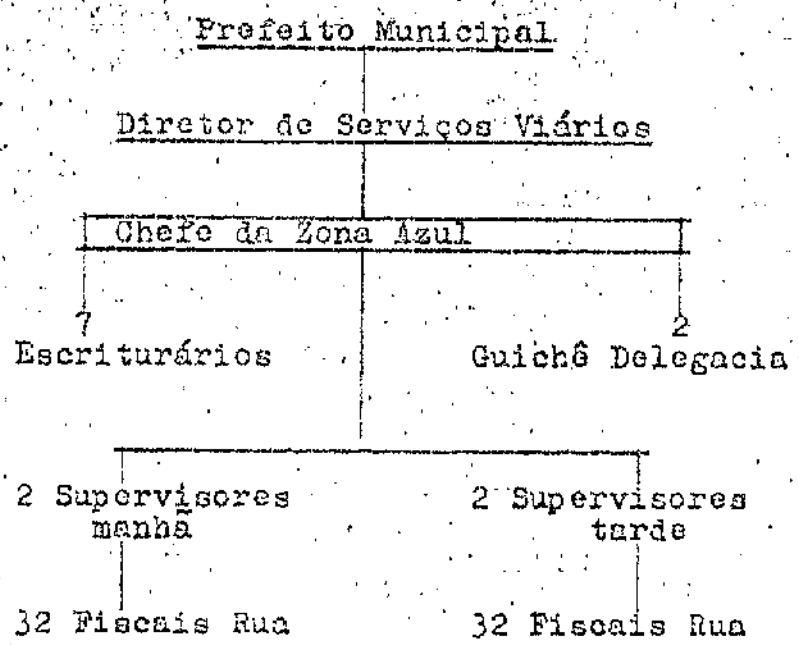 Prefeito Municipal
Diretor de Serviços Viários
Chefe da Zona Azul
7
Escriturários
2
Guichê Delegacia
2 Supervisores
manhã
2 Supervisores
tarde
32 Fiscais Rua
32 Fiscais Rua